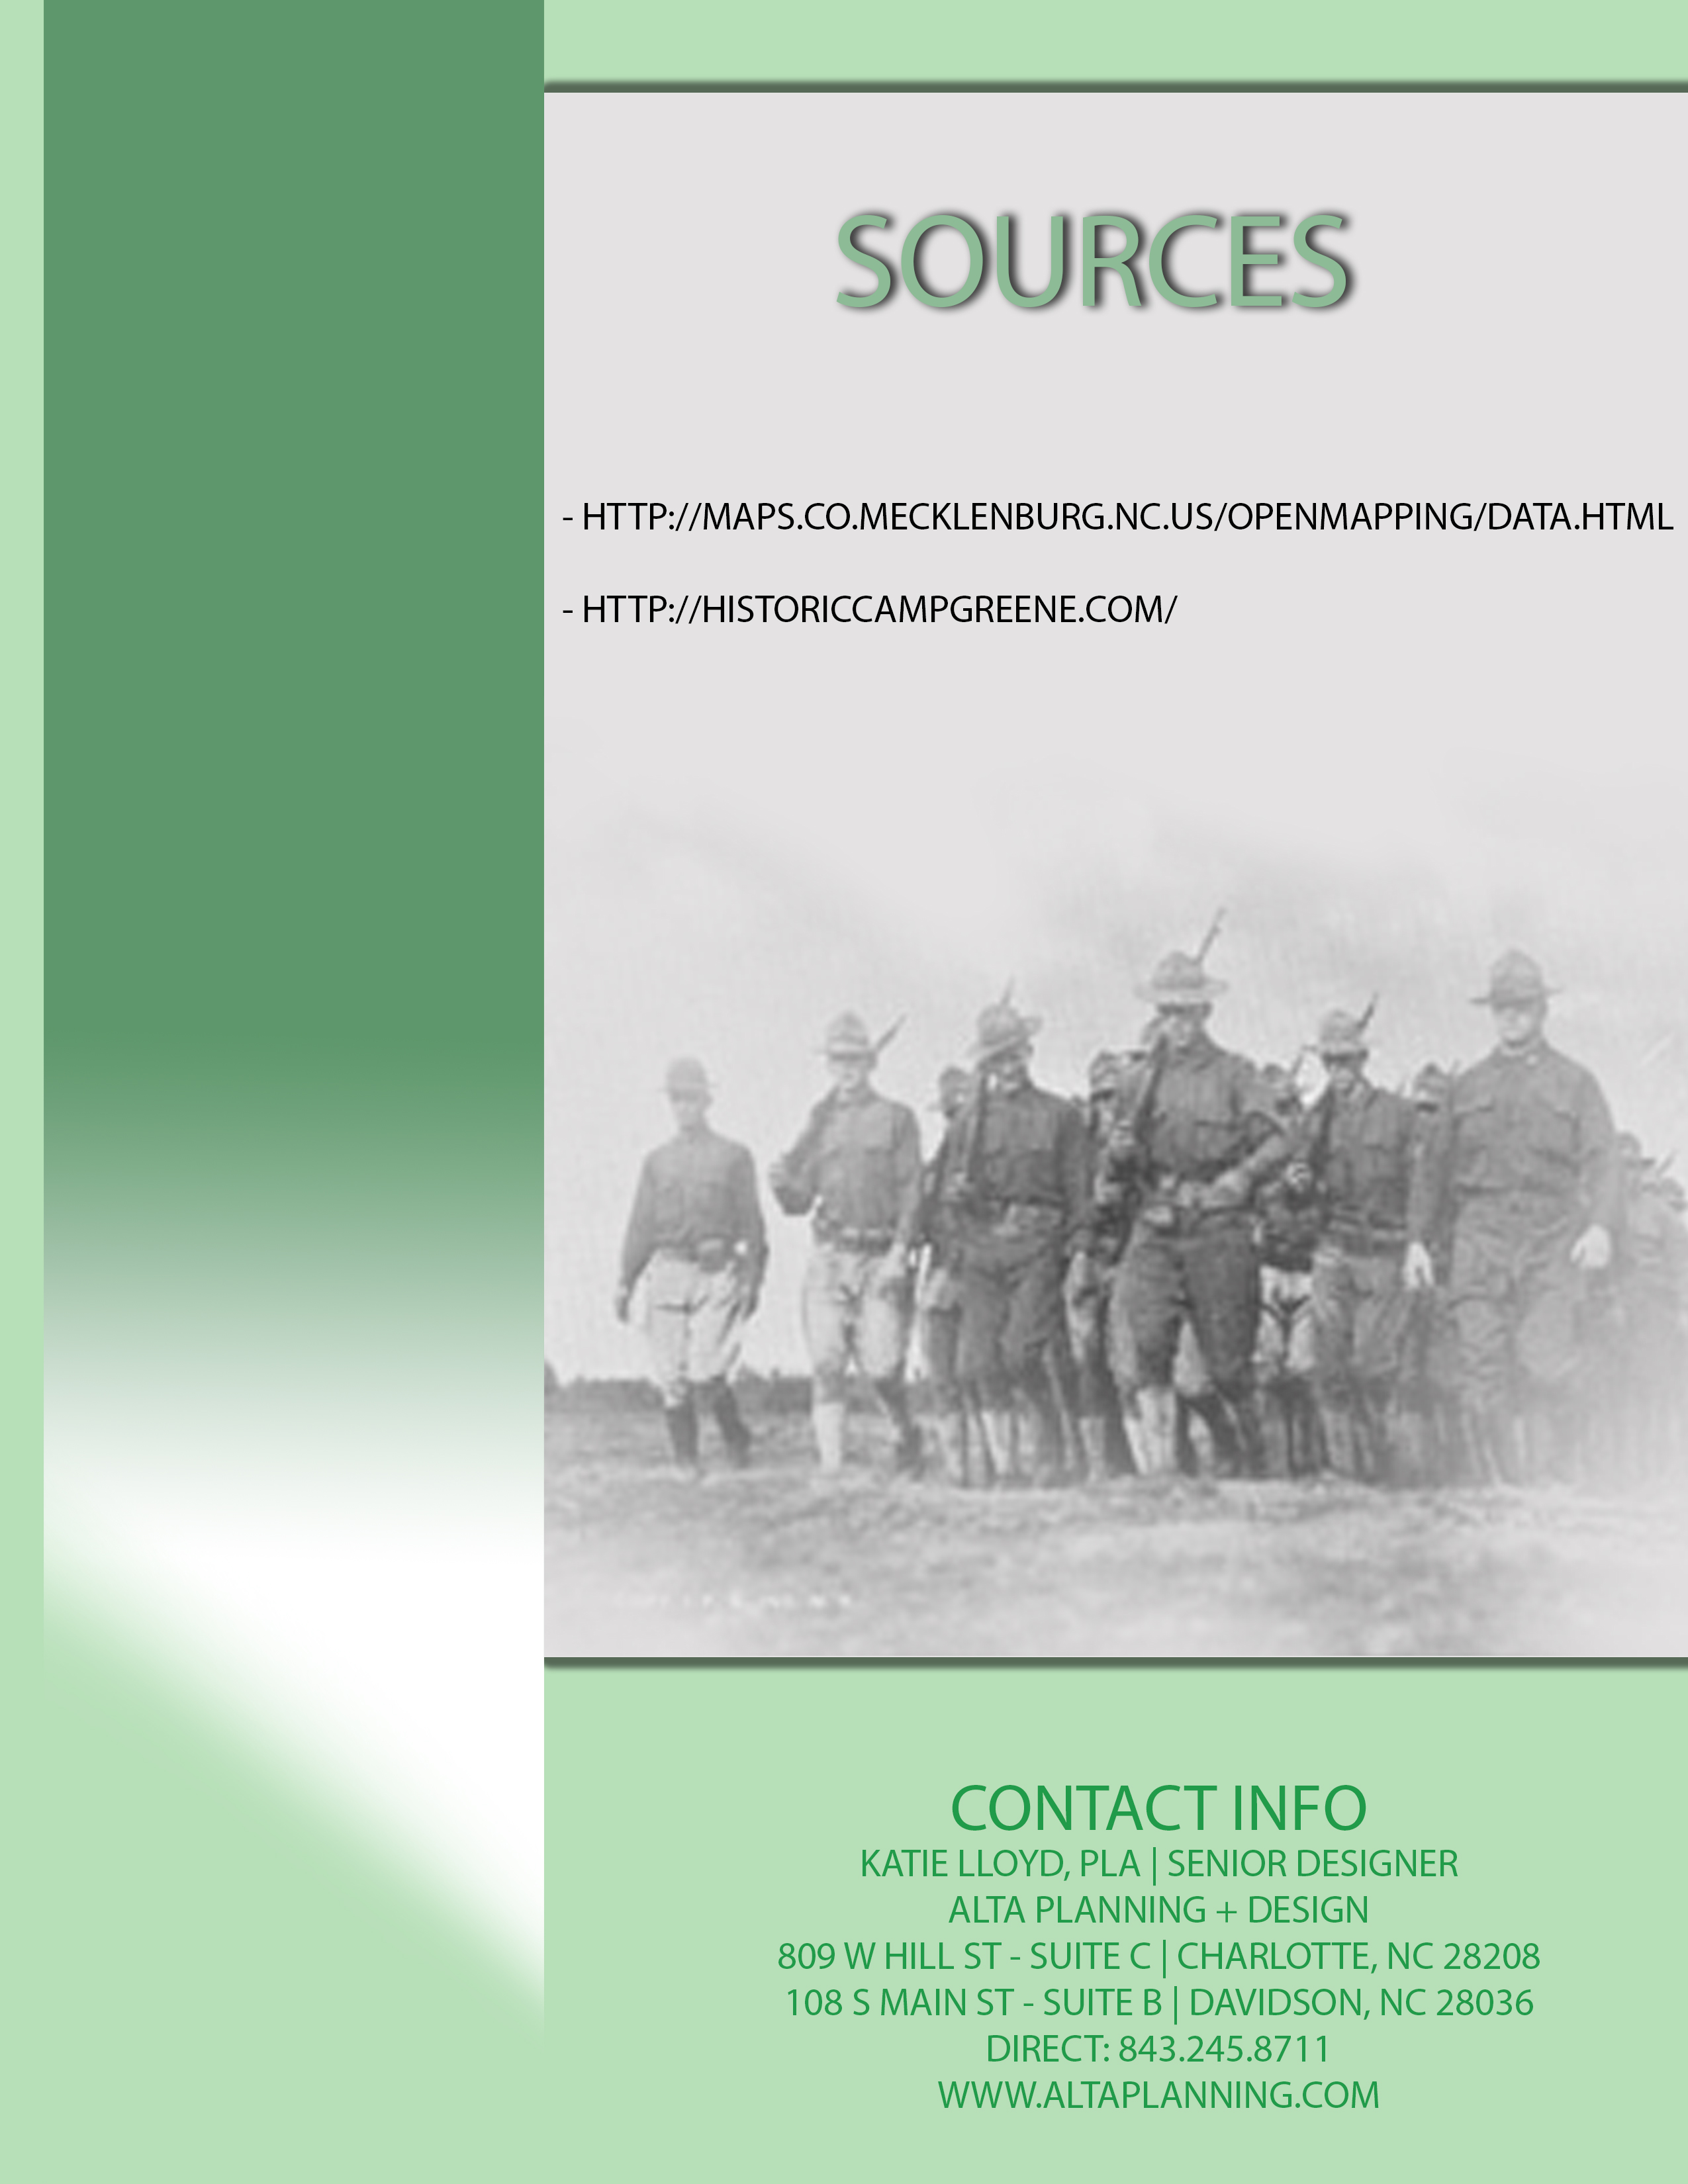 SOURCES
- HTTP://MAPS.CO.MECKLENBURG.NC.US/OPENMAPPING/DATA.HTML
- HTTP://HISTORICCAMPGREENE.COM/
CONTACT INFO
KATIE LLOYD, PLA | SENIOR DESIGNER
ALTA PLANNING + DESIGN
809 W HILL ST - SUITE C | CHARLOTTE, NC 28208
108 S MAIN ST - SUITE B | DAVIDSON, NC 28036
DIRECT: 843.245.8711
WWW.ALTAPLANNING.COM